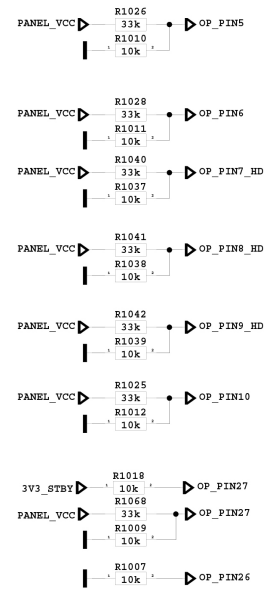 R1026
PANEL_VCC 33k OP_PIN5
R1010
1 10k 2
R1028
PANEL_VCC 33k OP_PIN6
R1011
1 10k 2
R1040
PANEL_VCC 33k OP_PIN7_HD
R1037
1 10k 2
R1041
PANEL_VCC 33k OP_PIN8_HD
R1038
1 10k 2
R1042
PANEL_VCC 33k OP_PIN9_HD
R1039
1 10k 2
R1025
PANEL_VCC 33k OP_PIN10
R1012
1 10k 2
R1018
3V3_STBY 1 10k 2 OP_PIN27
R1068
PANEL_VCC 33k OP_PIN27
R1009
1 10k 2
R1007
1 10k 2 OP_PIN26